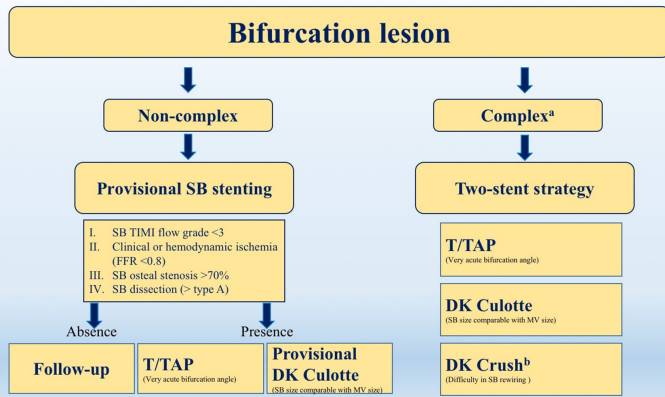 Bifurcation lesion
Non-complex
Complexᵃ
Provisional SB stenting
Two-stent strategy
I. SB TIMI flow grade <3
II. Clinical or hemodynamic ischemia
(FFR <0.8)
III. SB osteal stenosis >70%
IV. SB dissection (> type A)
T/TAP
(Very acute bifurcation angle)
DK Culotte
(SB size comparable with MV size)
DK Crushᵇ
(Difficulty in SB rewiring )
Absence
Presence
Follow-up
T/TAP
(Very acute bifurcation angle)
Provisional
DK Culotte
(SB size comparable with MV size)